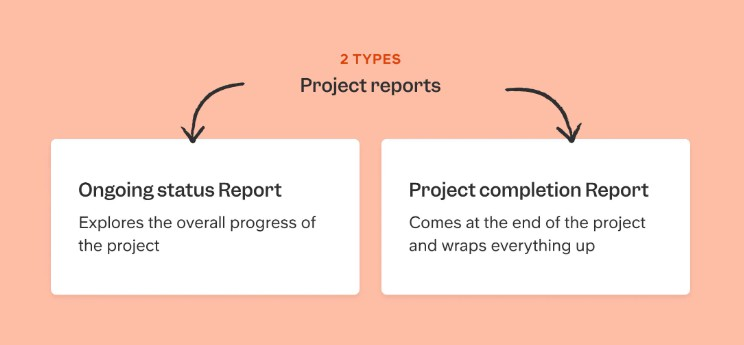 2 TYPES
Project reports
Ongoing status Report
Explores the overall progress of
the project
Project completion Report
Comes at the end of the project
and wraps everything up